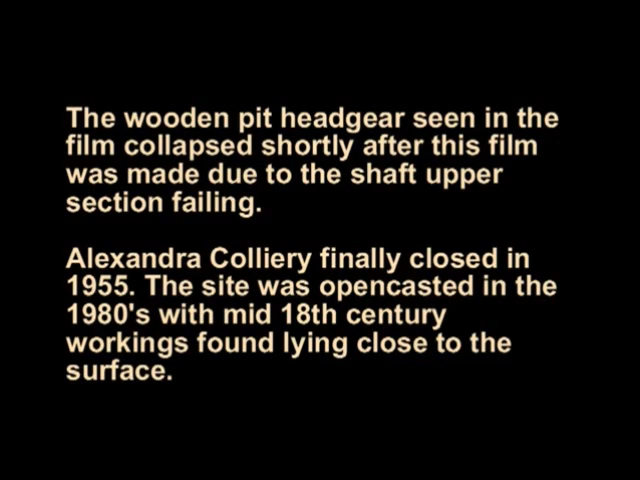 The wooden pit headgear seen in the
film collapsed shortly after this film
was made due to the shaft upper
section failing.
Alexandra Colliery finally closed in
1955. The site was opencasted in the
1980's with mid 18th century
workings found lying close to the
surface.